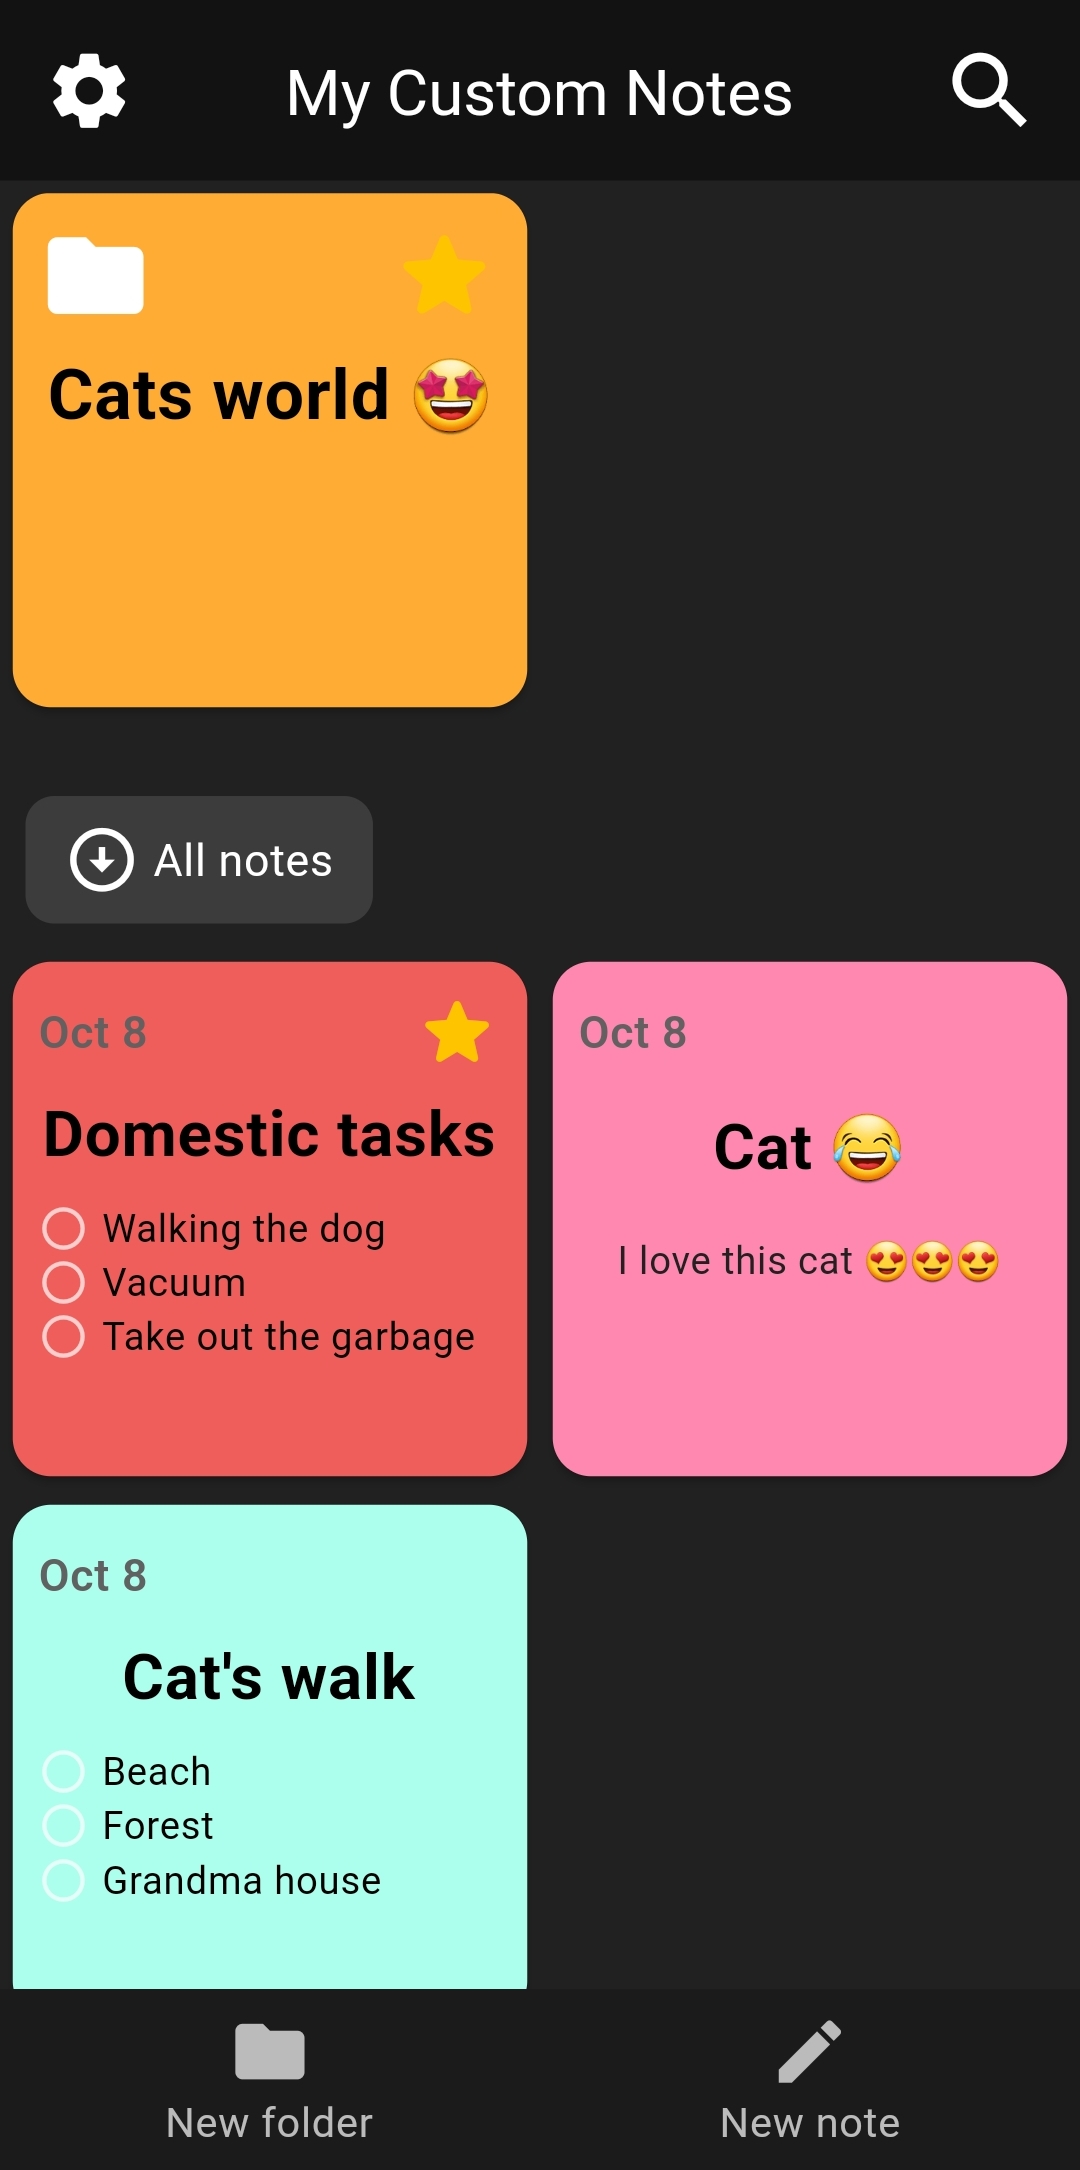 My Custom Notes
Cats world 🤩
All notes
Oct 8
Domestic tasks
Walking the dog
Vacuum
Take out the garbage
Oct 8
Cat 😂
I love this cat 😍😍😍
Oct 8
Cat's walk
Beach
Forest
Grandma house
New folder
New note